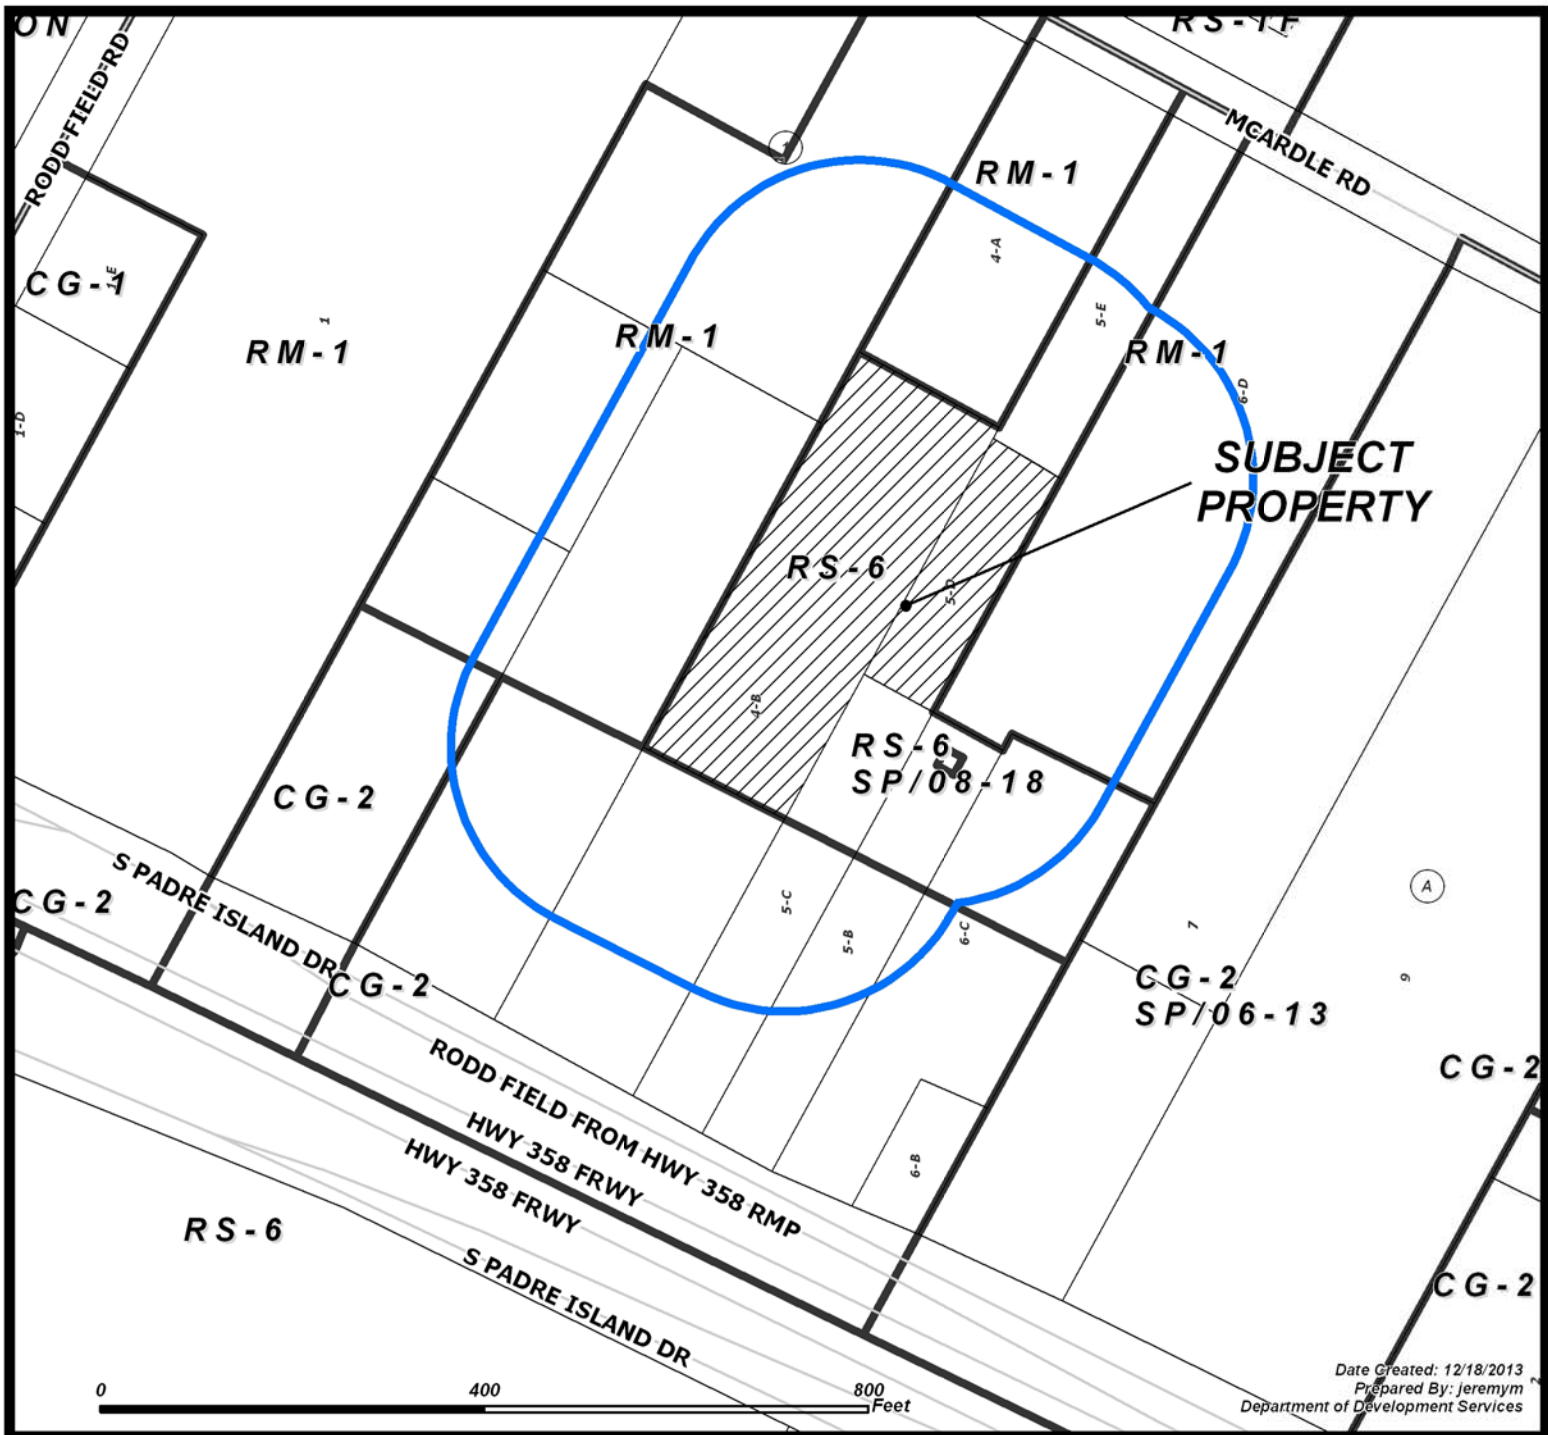 ON
RS-TF
RODD FIELD RD
MCARDLE RD
1
RM-1
4-A
CG-1
1-E
1
RM-1
RM-1
5-E
RM-1
6-D
1-D
SUBJECT
PROPERTY
RS-6
5-D
4-B
RS-6
SP/08-18
CG-2
S PADRE ISLAND DR
CG-2
5-C
5-B
6-C
7
A
9
CG-2
CG-2
SP/06-13
RODD FIELD FROM HWY 358 RMP
HWY 358 FRWY
HWY 358 FRWY
CG-2
6-B
RS-6
S PADRE ISLAND DR
CG-2
0 400 800
Feet
Date Created: 12/18/2013
Prepared By: jeremym
Department of Development Services
2